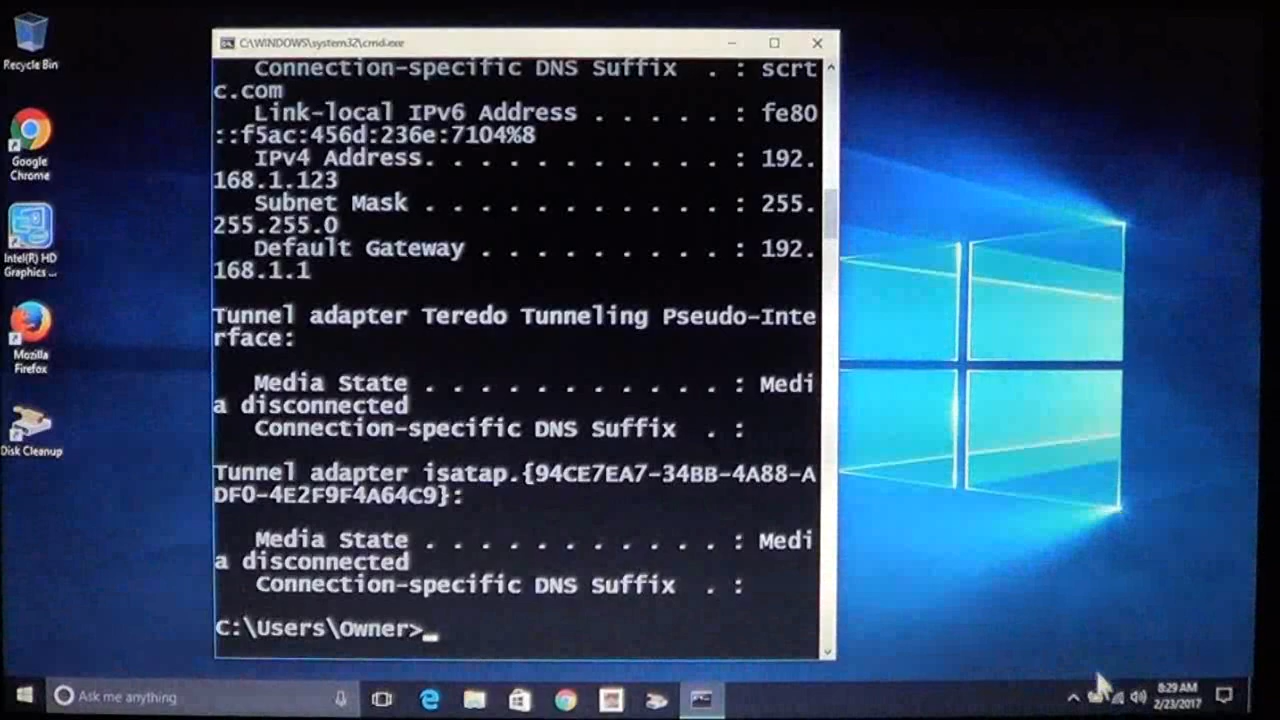 Recycle Bin
Google
Chrome
Intel(R) HD
Graphics ...
Mozilla
Firefox
Disk Cleanup
C:\WINDOWS\system32\cmd.exe
Connection-specific DNS Suffix . : scrt
c.com
Link-local IPv6 Address . . . . . : fe80
::f5ac:456d:236e:7104%8
IPv4 Address. . . . . . . . . . . : 192.
168.1.123
Subnet Mask . . . . . . . . . . . : 255.
255.255.0
Default Gateway . . . . . . . . . : 192.
168.1.1
Tunnel adapter Teredo Tunneling Pseudo-Inte
rface:
Media State . . . . . . . . . . . : Medi
a disconnected
Connection-specific DNS Suffix . :
Tunnel adapter isatap.{94CE7EA7-34BB-4A88-A
DF0-4E2F9F4A64C9}:
Media State . . . . . . . . . . . : Medi
a disconnected
Connection-specific DNS Suffix . :
C:\Users\Owner>_
Ask me anything
8:29 AM
2/23/2017